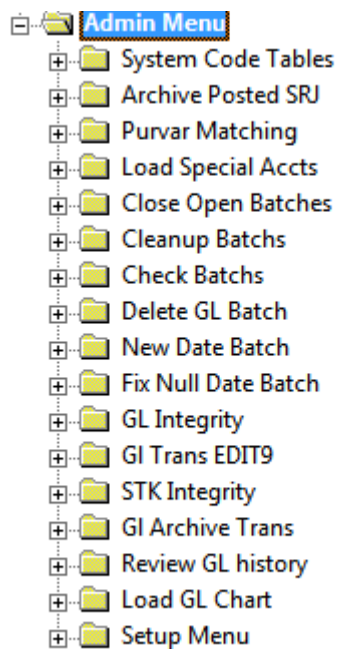 Admin Menu
System Code Tables
Archive Posted SRJ
Purvar Matching
Load Special Accts
Close Open Batches
Cleanup Batchs
Check Batchs
Delete GL Batch
New Date Batch
Fix Null Date Batch
GL Integrity
Gl Trans EDIT9
STK Integrity
Gl Archive Trans
Review GL history
Load GL Chart
Setup Menu